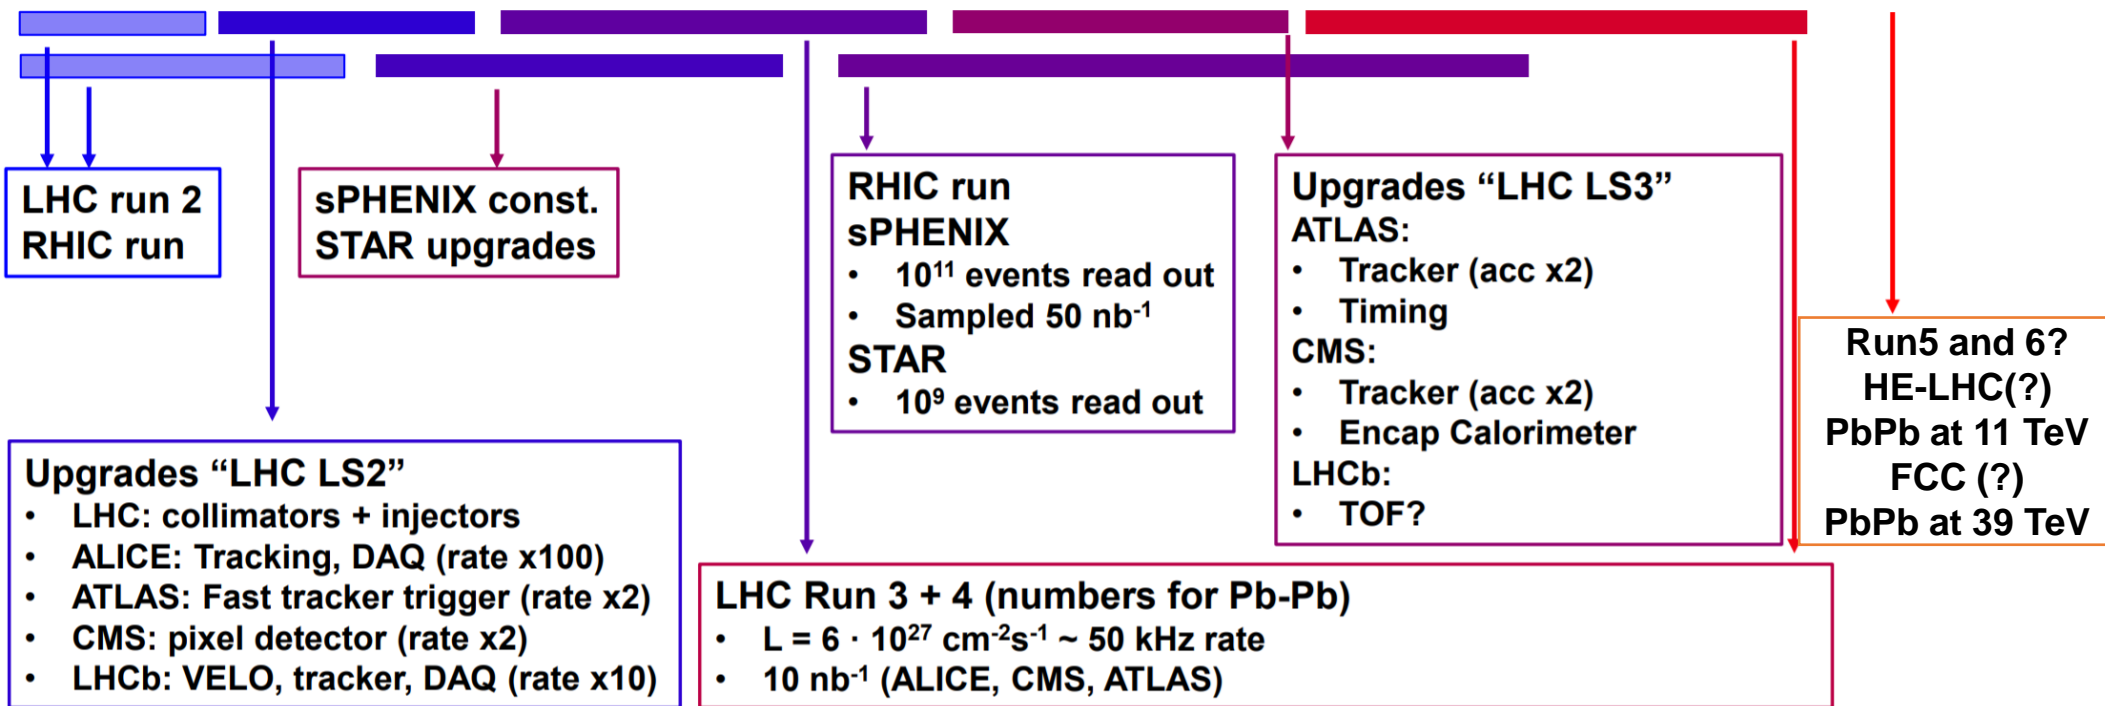 LHC run 2
RHIC run
sPHENIX const.
STAR upgrades
RHIC run
sPHENIX
• 10¹¹ events read out
• Sampled 50 nb⁻¹
STAR
• 10⁹ events read out
Upgrades “LHC LS3”
ATLAS:
• Tracker (acc x2)
• Timing
CMS:
• Tracker (acc x2)
• Encap Calorimeter
LHCb:
• TOF?
Run5 and 6?
HE-LHC(?)
PbPb at 11 TeV
FCC (?)
PbPb at 39 TeV
Upgrades “LHC LS2”
• LHC: collimators + injectors
• ALICE: Tracking, DAQ (rate x100)
• ATLAS: Fast tracker trigger (rate x2)
• CMS: pixel detector (rate x2)
• LHCb: VELO, tracker, DAQ (rate x10)
LHC Run 3 + 4 (numbers for Pb-Pb)
• L = 6 · 10²⁷ cm⁻²s⁻¹ ~ 50 kHz rate
• 10 nb⁻¹ (ALICE, CMS, ATLAS)